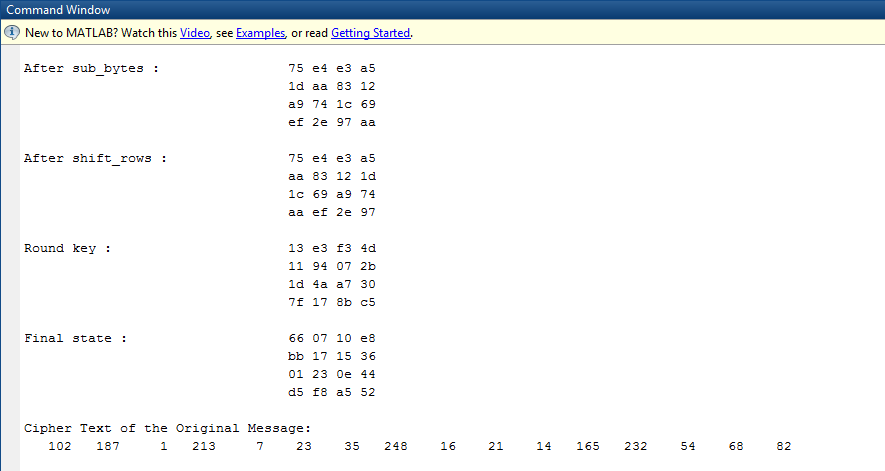 Command Window
New to MATLAB? Watch this Video, see Examples, or read Getting Started.
After sub_bytes : 75 e4 e3 a5
1d aa 83 12
a9 74 1c 69
ef 2e 97 aa
After shift_rows : 75 e4 e3 a5
aa 83 12 1d
1c 69 a9 74
aa ef 2e 97
Round key : 13 e3 f3 4d
11 94 07 2b
1d 4a a7 30
7f 17 8b c5
Final state : 66 07 10 e8
bb 17 15 36
01 23 0e 44
d5 f8 a5 52
Cipher Text of the Original Message:
102 187 1 213 7 23 35 248 16 21 14 165 232 54 68 82